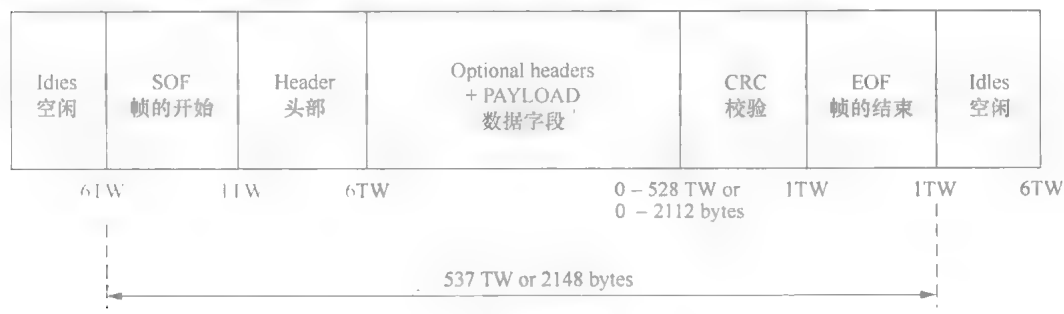 Idles
空闲
SOF
帧的开始
Header
头部
Optional headers
+ PAYLOAD
数据字段
CRC
校验
EOF
帧的结束
Idles
空闲
6TW
1TW
6TW
0 – 528 TW or
0 – 2112 bytes
1TW
1TW
6TW
537 TW or 2148 bytes